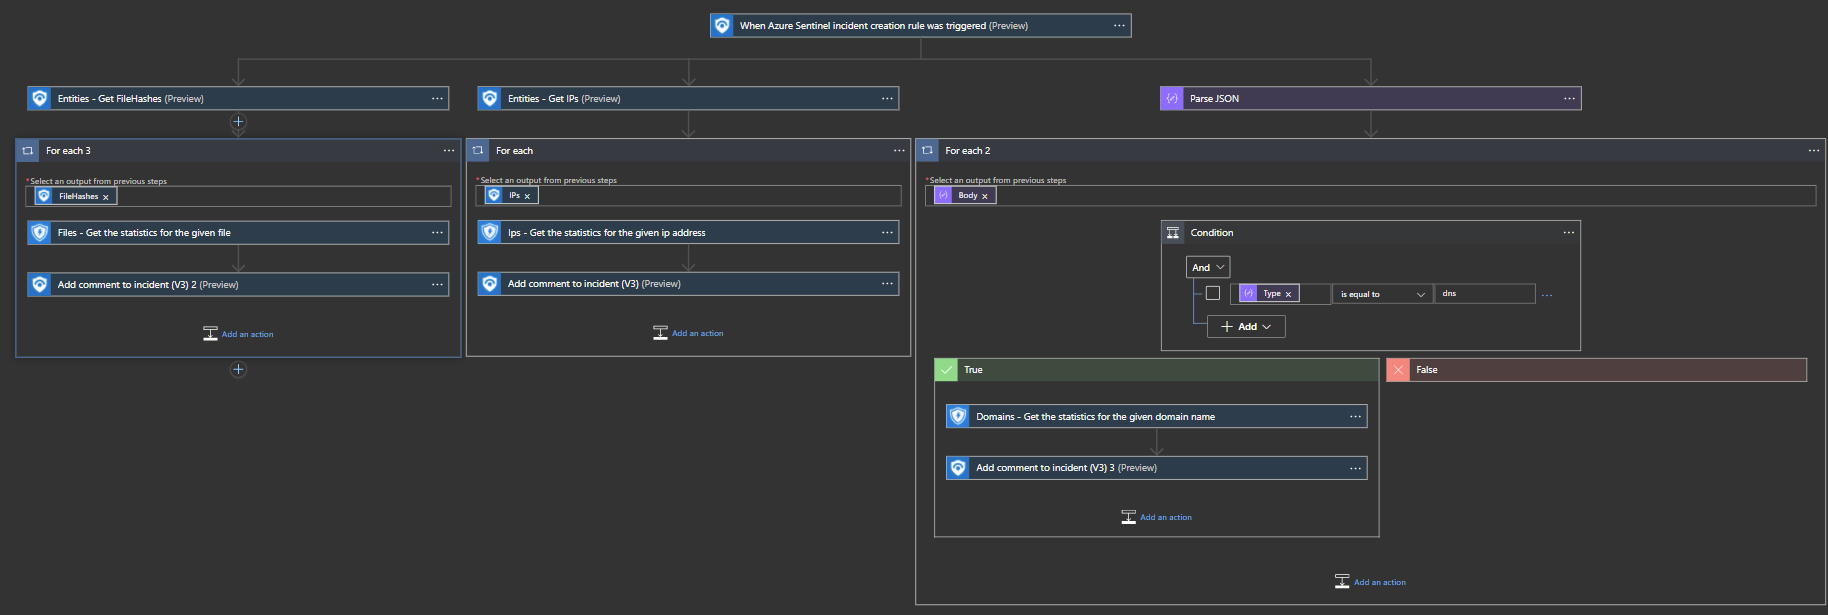 When Azure Sentinel incident creation rule was triggered (Preview)
Entities - Get FileHashes (Preview)
Entities - Get IPs (Preview)
Parse JSON
For each 3
*Select an output from previous steps
FileHashes
Files - Get the statistics for the given file
Add comment to incident (V3) 2 (Preview)
Add an action
For each
*Select an output from previous steps
IPs
Ips - Get the statistics for the given ip address
Add comment to incident (V3) (Preview)
Add an action
For each 2
*Select an output from previous steps
Body
Condition
And
Type is equal to dns
Add
True
False
Domains - Get the statistics for the given domain name
Add comment to incident (V3) 3 (Preview)
Add an action
Add an action